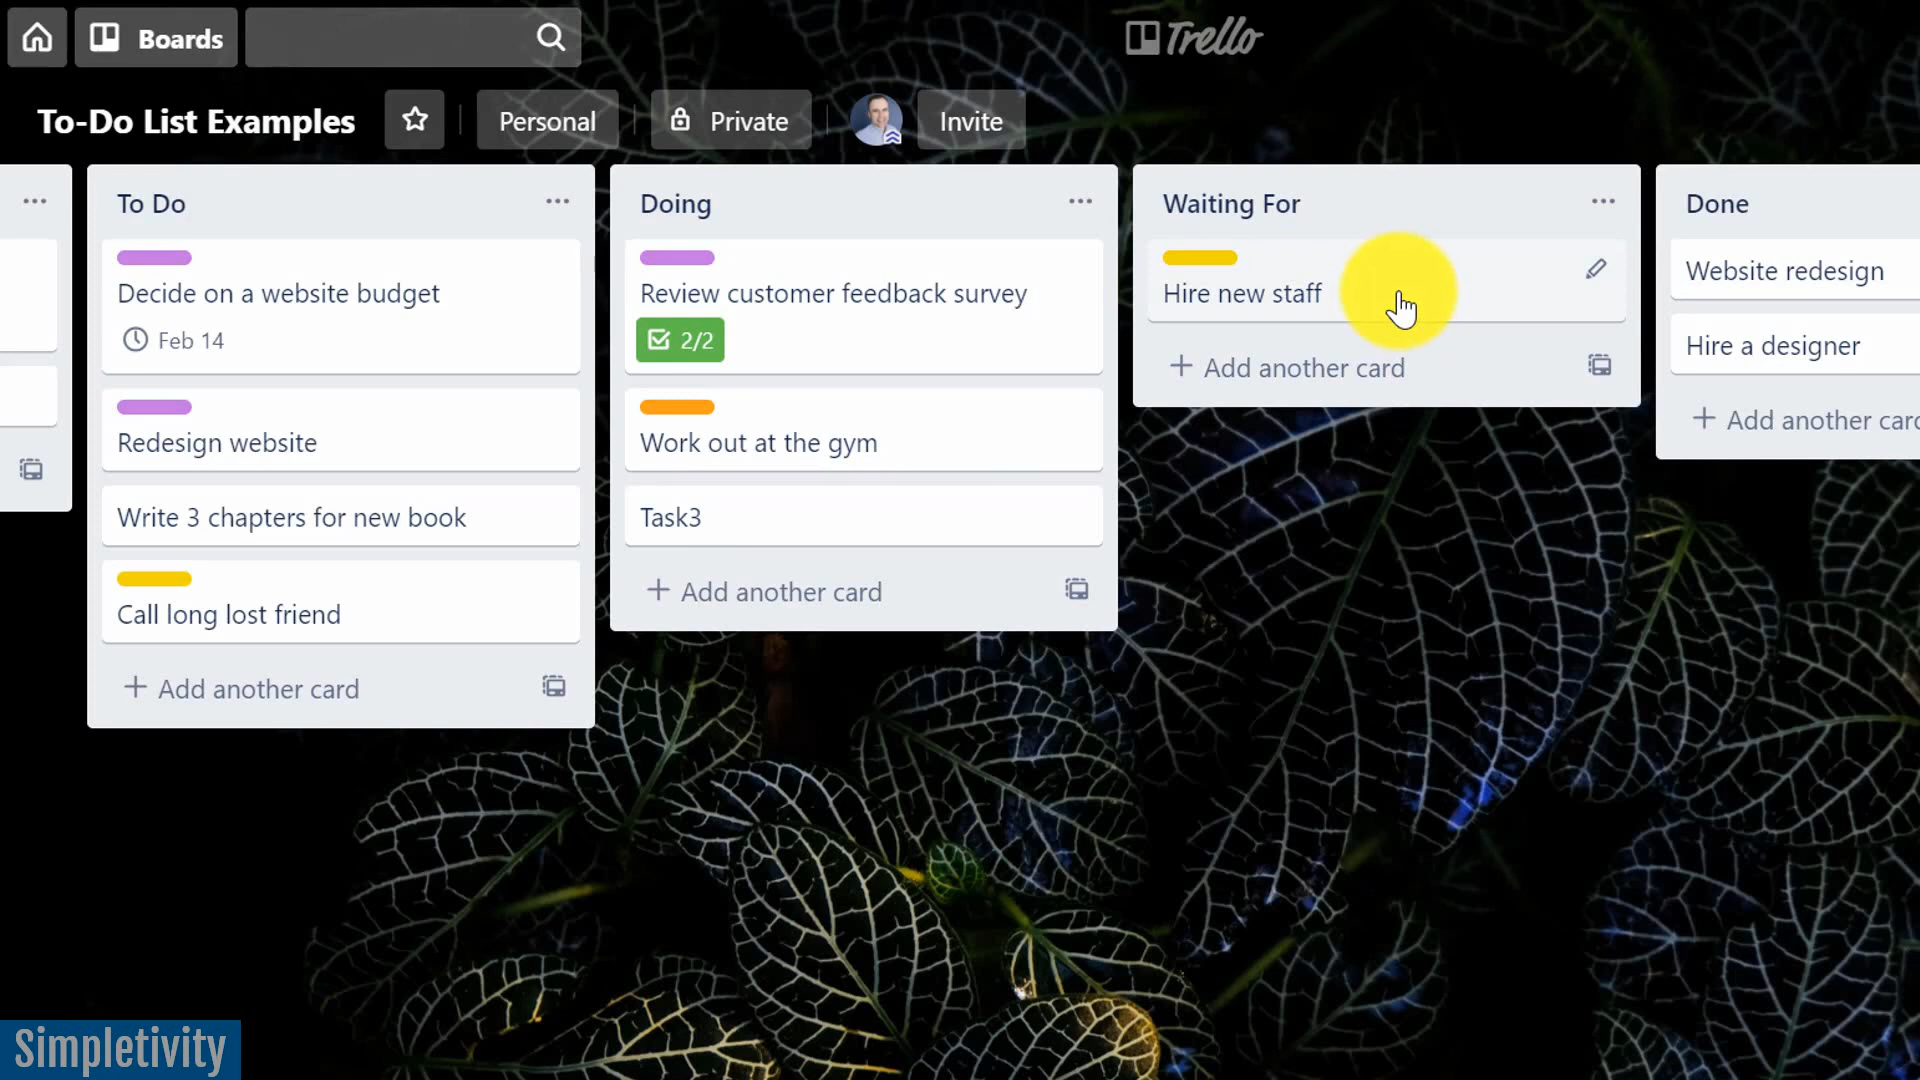 Boards
Trello
To-Do List Examples
Personal
Private
Invite
To Do
Decide on a website budget
Feb 14
Redesign website
Write 3 chapters for new book
Call long lost friend
Add another card
Doing
Review customer feedback survey
2/2
Work out at the gym
Task3
Add another card
Waiting For
Hire new staff
Add another card
Done
Website redesign
Hire a designer
Add another card
Simpletivity